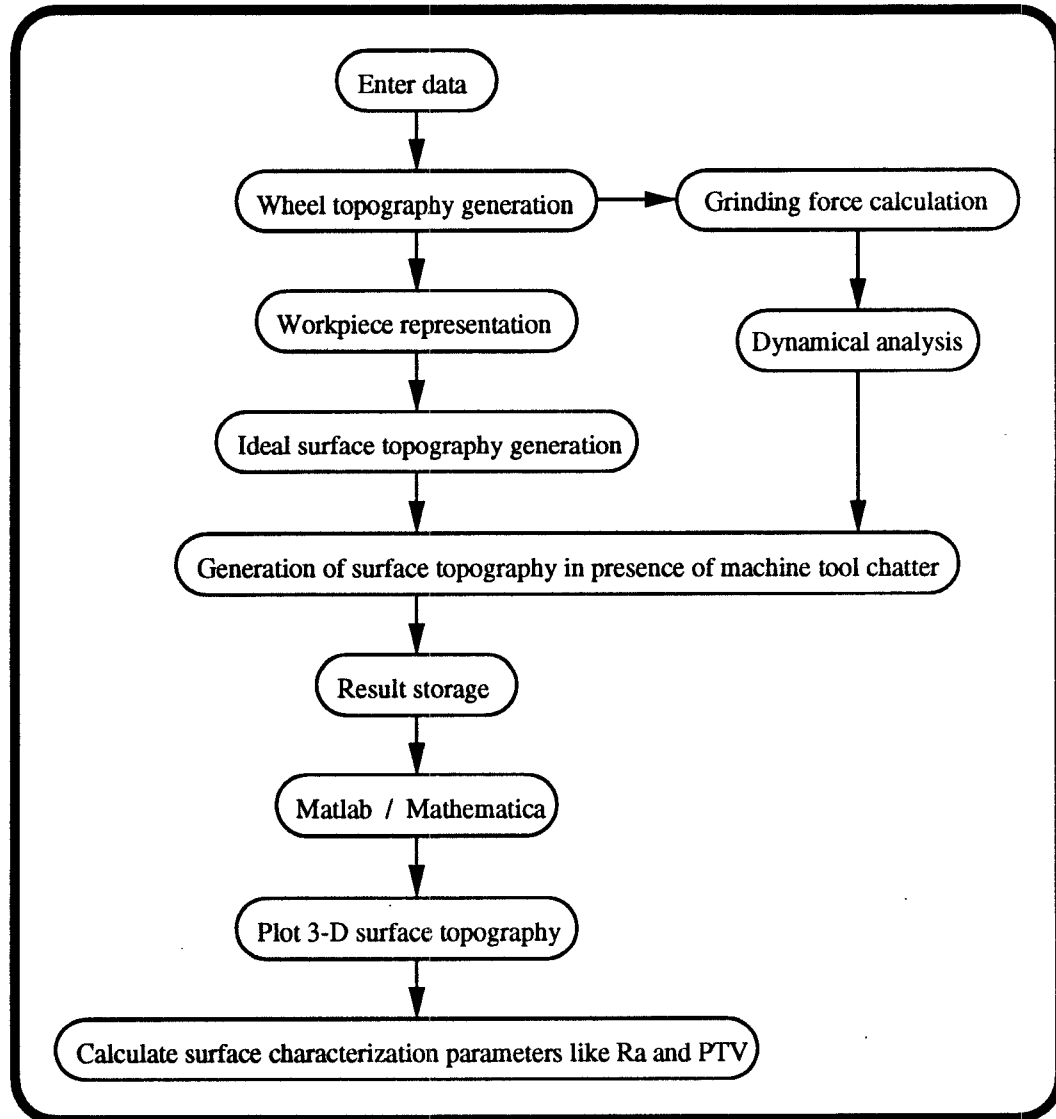 Enter data
Wheel topography generation
Grinding force calculation
Workpiece representation
Dynamical analysis
Ideal surface topography generation
Generation of surface topography in presence of machine tool chatter
Result storage
Matlab / Mathematica
Plot 3-D surface topography
Calculate surface characterization parameters like Ra and PTV